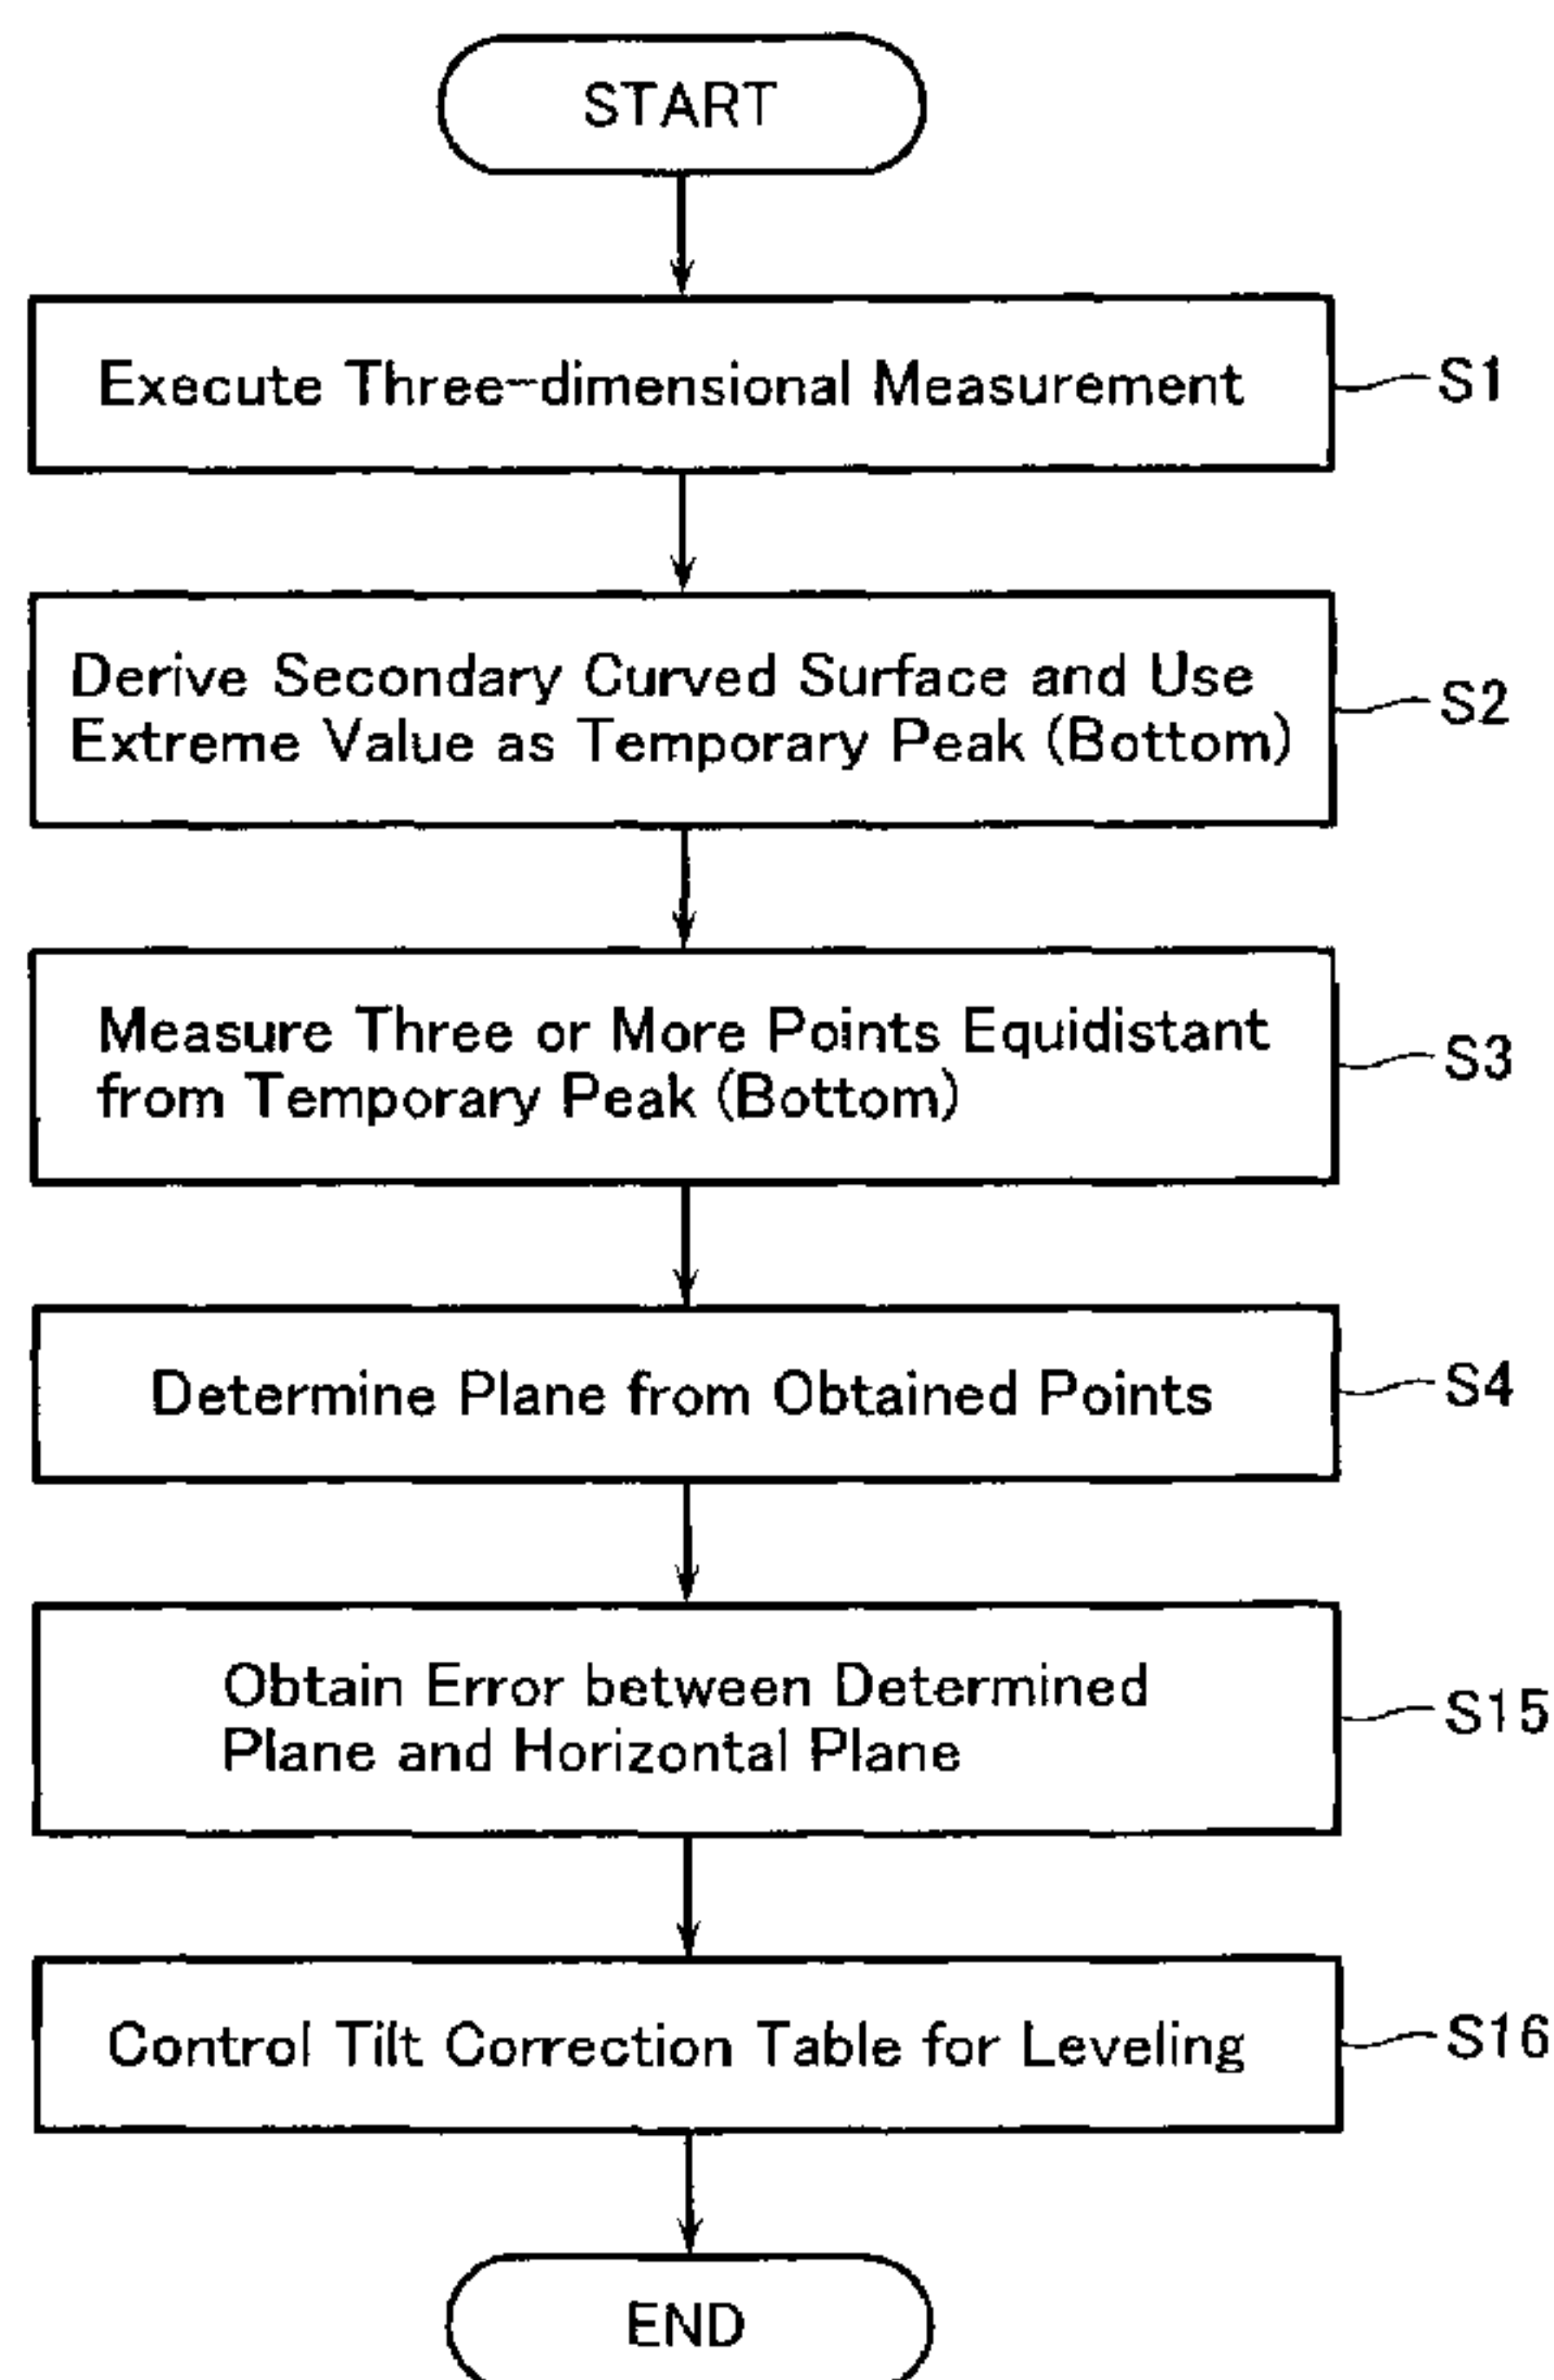 START
Execute Three-dimensional Measurement
S1
Derive Secondary Curved Surface and Use
Extreme Value as Temporary Peak (Bottom)
S2
Measure Three or More Points Equidistant
from Temporary Peak (Bottom)
S3
Determine Plane from Obtained Points
S4
Obtain Error between Determined
Plane and Horizontal Plane
S15
Control Tilt Correction Table for Leveling
S16
END